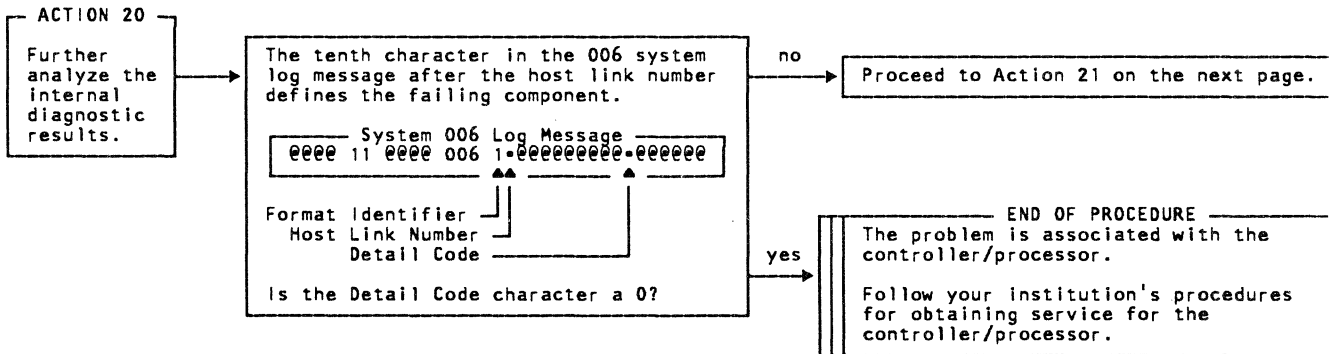 ACTION 20
Further
analyze the
internal
diagnostic
results.
The tenth character in the 006 system
log message after the host link number
defines the failing component.
System 006 Log Message
@@@@ 11 @@@@ 006 1▪@@@@@@@@@▪@@@@@@
Format Identifier
Host Link Number
Detail Code
Is the Detail Code character a 0?
no
Proceed to Action 21 on the next page.
yes
END OF PROCEDURE
The problem is associated with the
controller/processor.
Follow your institution's procedures
for obtaining service for the
controller/processor.